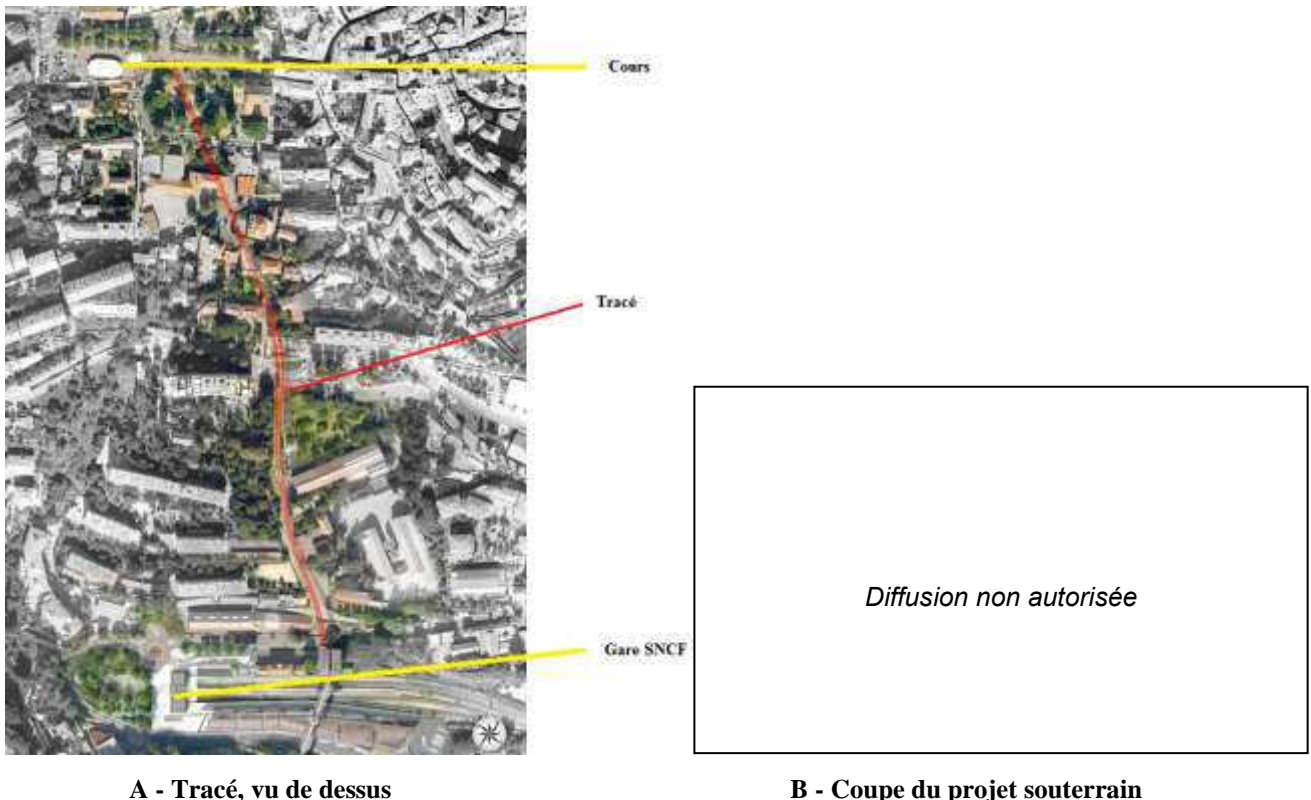 Cours
Tracé
Diffusion non autorisée
Gare SNCF
A - Tracé, vu de dessus
B - Coupe du projet souterrain